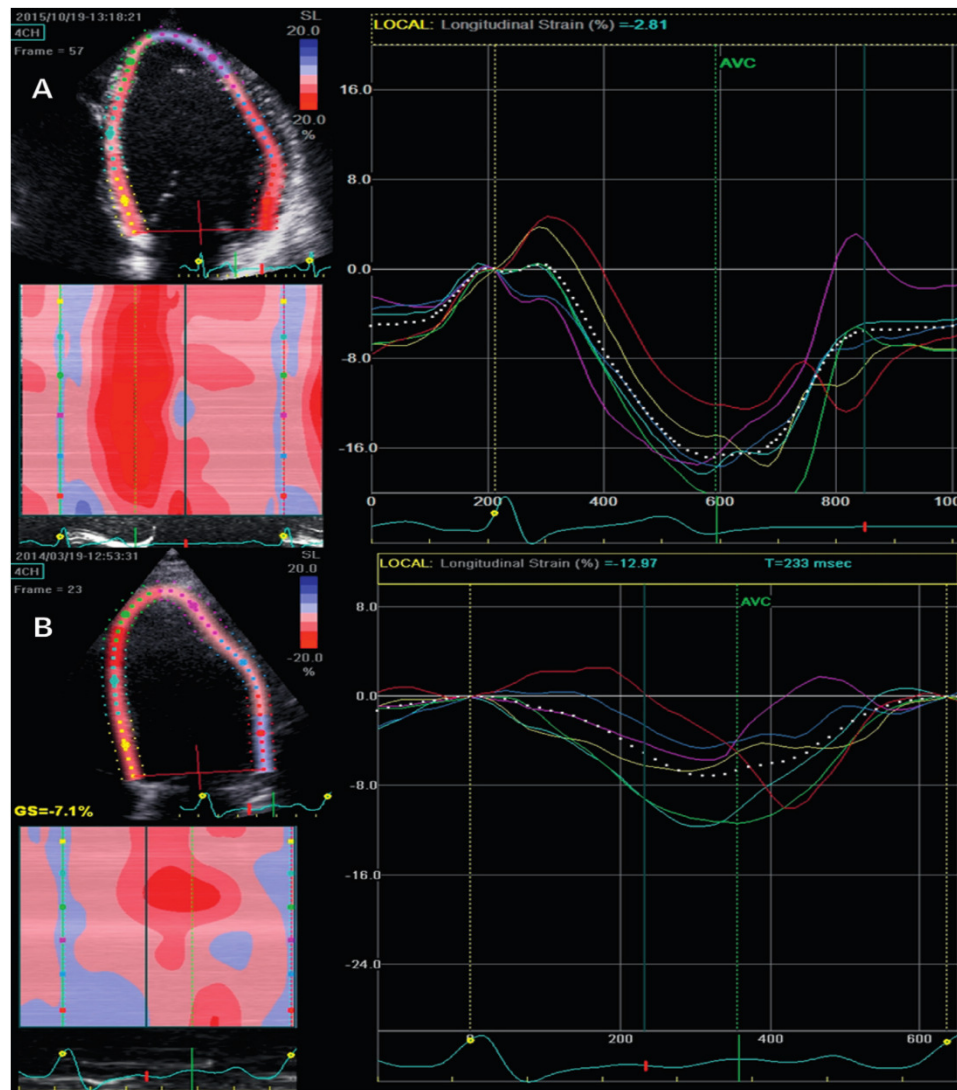 2015/10/19-13:18:21
4CH
Frame = 57
A
SL
20.0
20.0
%
LOCAL: Longitudinal Strain (%) =-2.81
AVC
16.0
8.0
0.0
-8.0
-16.0
0 200 400 600 800 100
2014/03/19-12:53:31
4CH
Frame = 23
B
SL
20.0
-20.0
%
GS=-7.1%
LOCAL: Longitudinal Strain (%) =-12.97 T=233 msec
AVC
8.0
0.0
-8.0
-16.0
-24.0
200 400 600